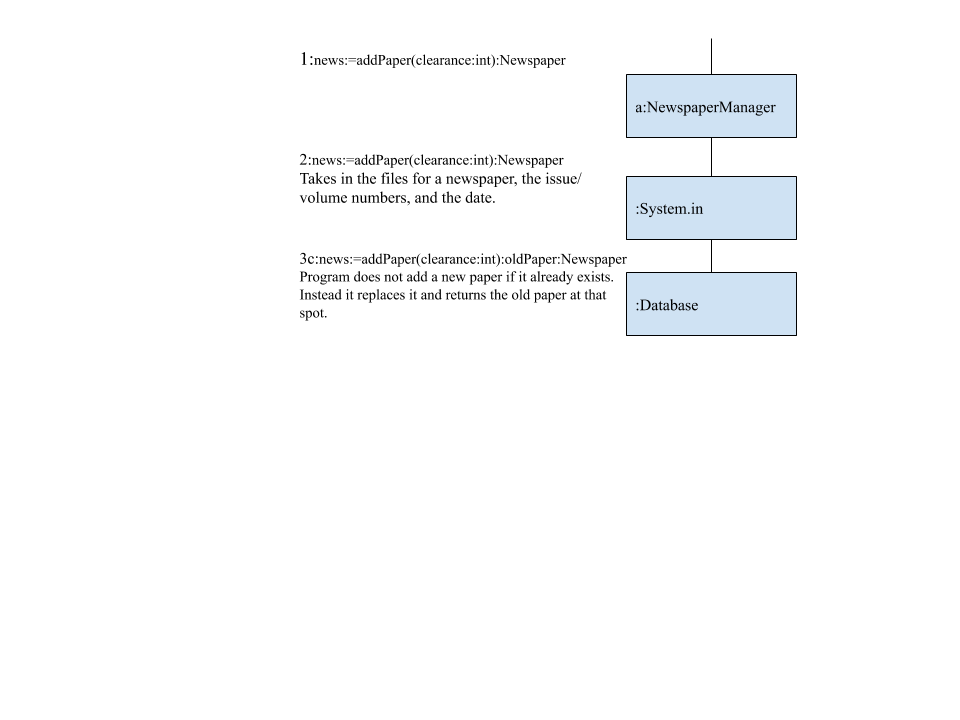 1:news:=addPaper(clearance:int):Newspaper
a:NewspaperManager
2:news:=addPaper(clearance:int):Newspaper
Takes in the files for a newspaper, the issue/
volume numbers, and the date.
:System.in
3c:news:=addPaper(clearance:int):oldPaper:Newspaper
Program does not add a new paper if it already exists.
Instead it replaces it and returns the old paper at that
spot.
:Database